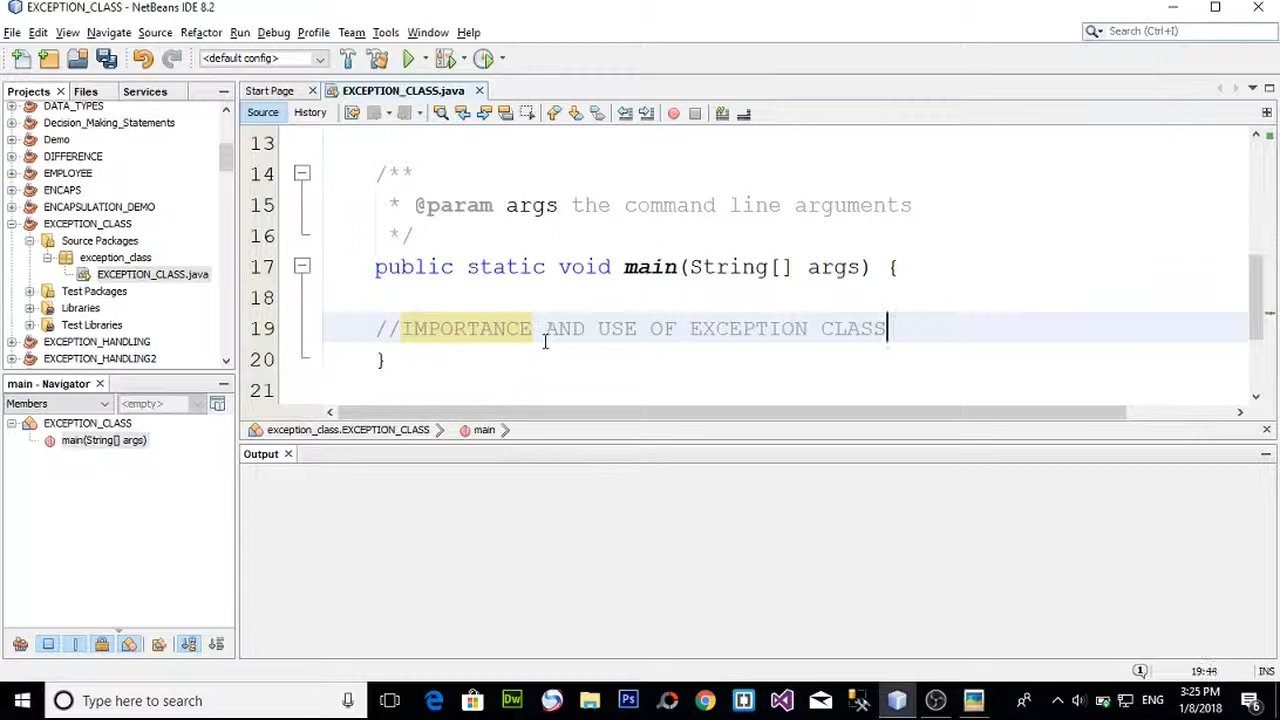 EXCEPTION_CLASS - NetBeans IDE 8.2
File Edit View Navigate Source Refactor Run Debug Profile Team Tools Window Help
Search (Ctrl+I)
<default config>
Projects Files Services
Start Page EXCEPTION_CLASS.java
Source History
DATA_TYPES
Decision_Making_Statements
Demo
DIFFERENCE
EMPLOYEE
ENCAPS
ENCAPSULATION_DEMO
EXCEPTION_CLASS
Source Packages
exception_class
EXCEPTION_CLASS.java
Test Packages
Libraries
Test Libraries
EXCEPTION_HANDLING
EXCEPTION_HANDLING2
13
14 /**
15 * @param args the command line arguments
16 */
17 public static void main(String[] args) {
18
19 //IMPORTANCE AND USE OF EXCEPTION CLASS
20 }
21
exception_class.EXCEPTION_CLASS main
main - Navigator
Members <empty>
EXCEPTION_CLASS
main(String[] args)
Output
19:44 INS
Type here to search
Dw
Ps
ENG
3:25 PM
1/8/2018
6